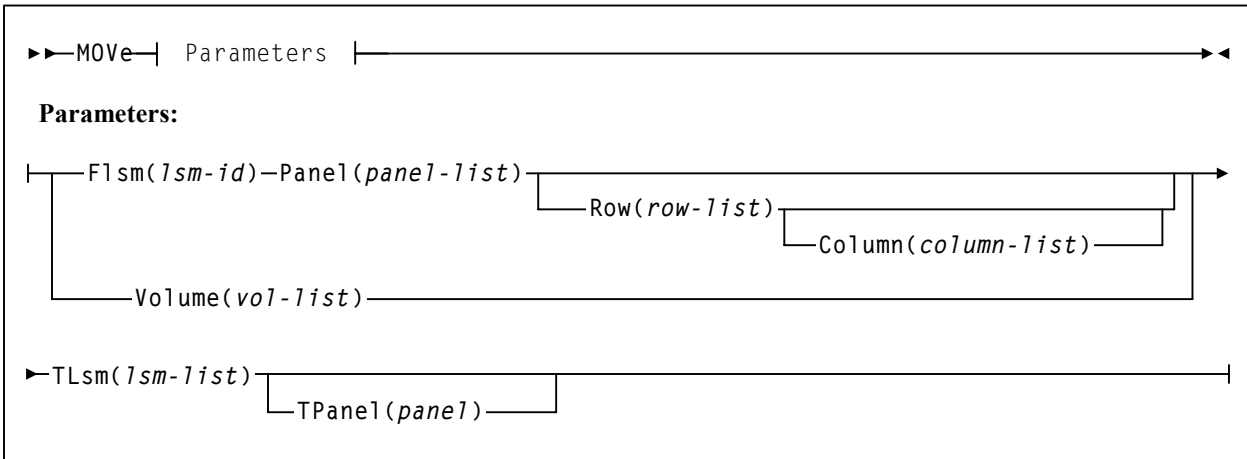 MOVe Parameters
Parameters:
Flsm(lsm-id) Panel(panel-list)
Row(row-list)
Column(column-list)
Volume(vol-list)
TLsm(lsm-list)
TPanel(panel)